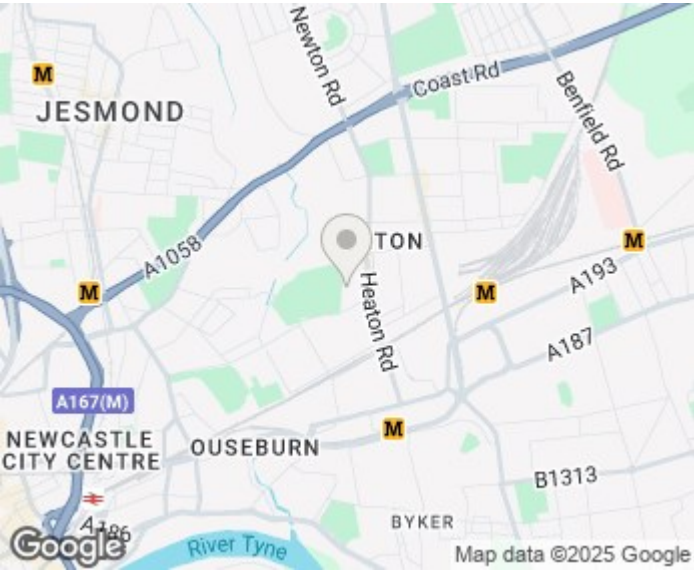 Newton Rd
Coast Rd
Benfield Rd
M
JESMOND
A1058
TON
M
M
M
A193
Heaton Rd
A187
A167(M)
M
NEWCASTLE
CITY CENTRE
OUSEBURN
B1313
BYKER
A186
River Tyne
Google
Map data ©2025 Google